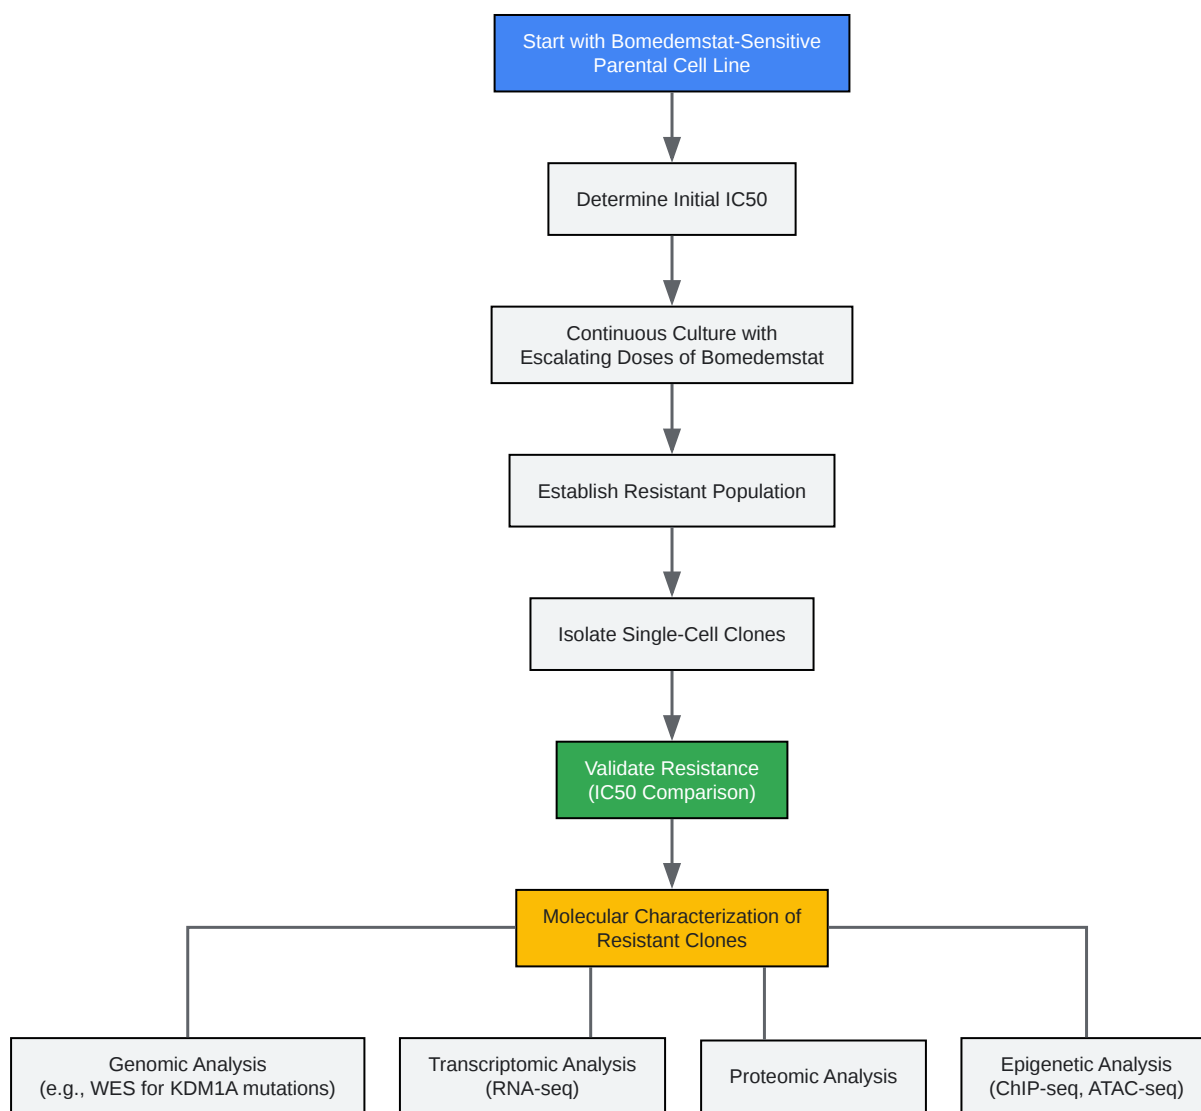 Start with Bomedemstat-Sensitive
Parental Cell Line
Determine Initial IC50
Continuous Culture with
Escalating Doses of Bomedemstat
Establish Resistant Population
Isolate Single-Cell Clones
Validate Resistance
(IC50 Comparison)
Molecular Characterization of
Resistant Clones
Genomic Analysis
(e.g., WES for KDM1A mutations)
Transcriptomic Analysis
(RNA-seq)
Proteomic Analysis
Epigenetic Analysis
(ChIP-seq, ATAC-seq)